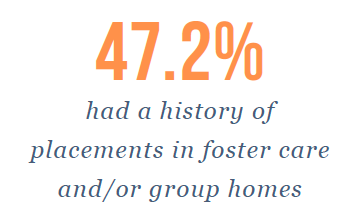 47.2%
had a history of
placements in foster care
and/or group homes